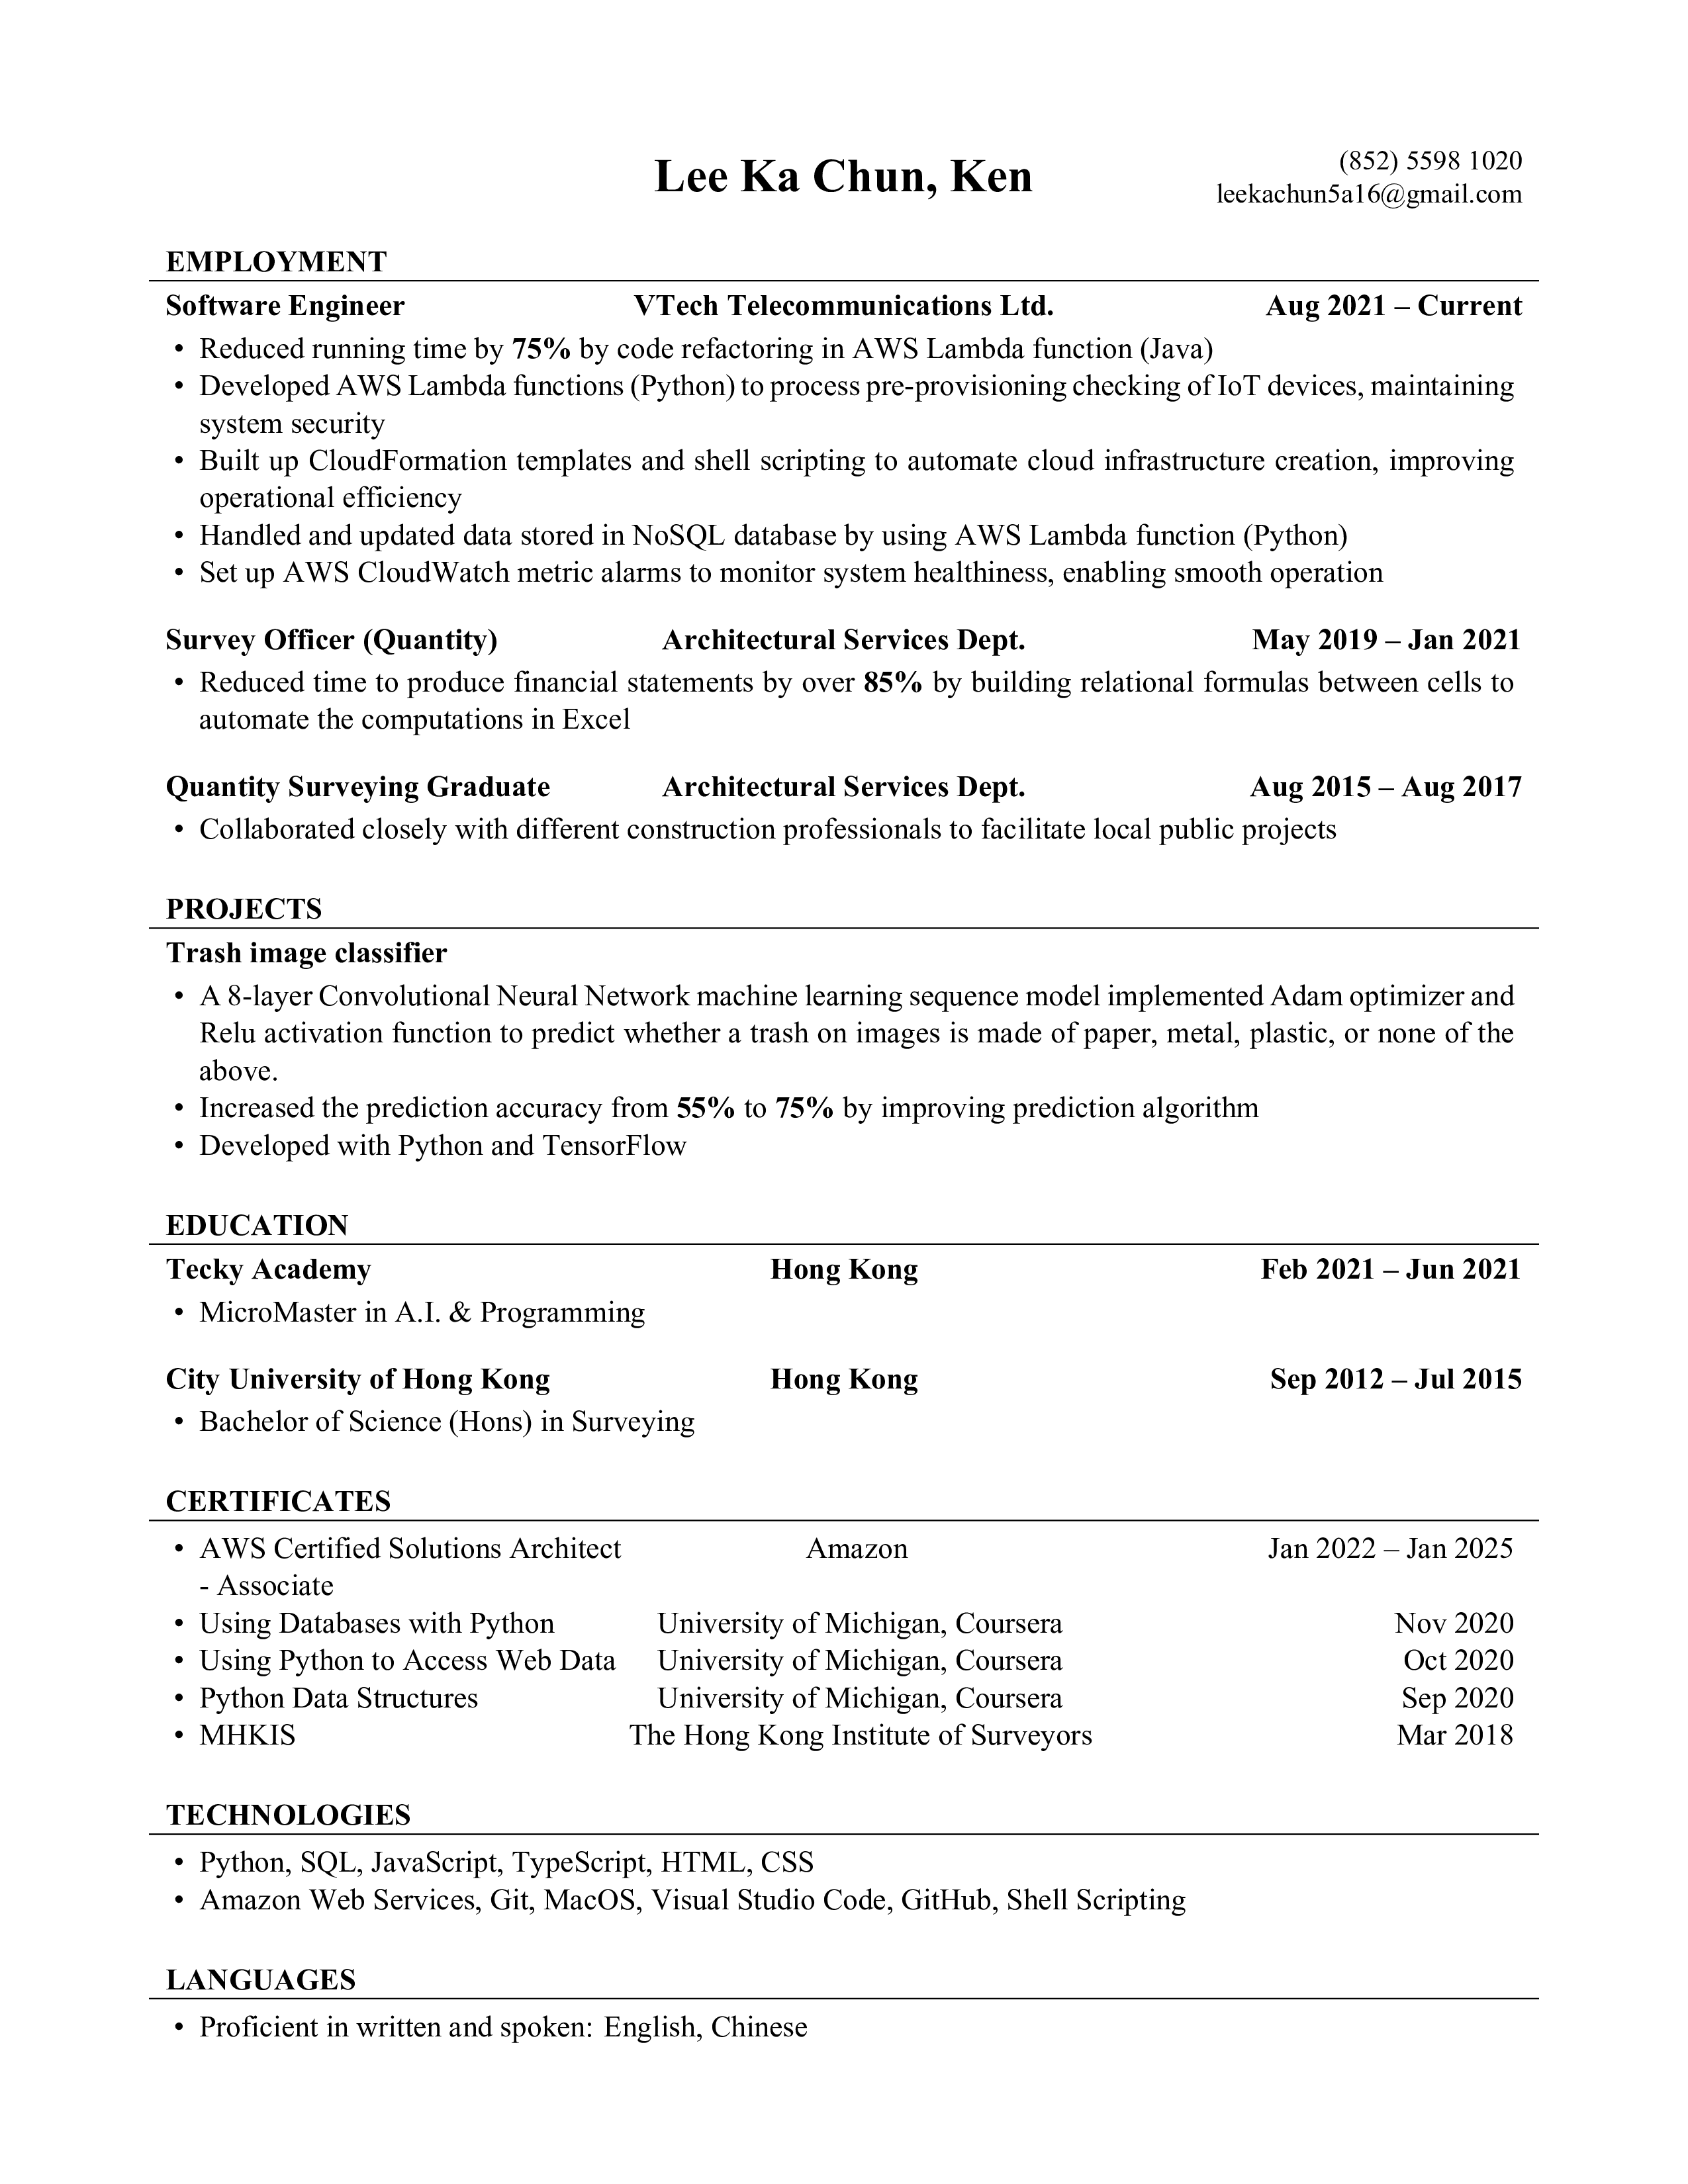 Lee Ka Chun, Ken
(852) 5598 1020
leekachun5a16@gmail.com
EMPLOYMENT
Software Engineer VTech Telecommunications Ltd. Aug 2021 – Current
• Reduced running time by 75% by code refactoring in AWS Lambda function (Java)
• Developed AWS Lambda functions (Python) to process pre-provisioning checking of IoT devices, maintaining
system security
• Built up CloudFormation templates and shell scripting to automate cloud infrastructure creation, improving
operational efficiency
• Handled and updated data stored in NoSQL database by using AWS Lambda function (Python)
• Set up AWS CloudWatch metric alarms to monitor system healthiness, enabling smooth operation
Survey Officer (Quantity) Architectural Services Dept. May 2019 – Jan 2021
• Reduced time to produce financial statements by over 85% by building relational formulas between cells to
automate the computations in Excel
Quantity Surveying Graduate Architectural Services Dept. Aug 2015 – Aug 2017
• Collaborated closely with different construction professionals to facilitate local public projects
PROJECTS
Trash image classifier
• A 8-layer Convolutional Neural Network machine learning sequence model implemented Adam optimizer and
Relu activation function to predict whether a trash on images is made of paper, metal, plastic, or none of the
above.
• Increased the prediction accuracy from 55% to 75% by improving prediction algorithm
• Developed with Python and TensorFlow
EDUCATION
Tecky Academy Hong Kong Feb 2021 – Jun 2021
• MicroMaster in A.I. & Programming
City University of Hong Kong Hong Kong Sep 2012 – Jul 2015
• Bachelor of Science (Hons) in Surveying
CERTIFICATES
• AWS Certified Solutions Architect Amazon Jan 2022 – Jan 2025
- Associate
• Using Databases with Python University of Michigan, Coursera Nov 2020
• Using Python to Access Web Data University of Michigan, Coursera Oct 2020
• Python Data Structures University of Michigan, Coursera Sep 2020
• MHKIS The Hong Kong Institute of Surveyors Mar 2018
TECHNOLOGIES
• Python, SQL, JavaScript, TypeScript, HTML, CSS
• Amazon Web Services, Git, MacOS, Visual Studio Code, GitHub, Shell Scripting
LANGUAGES
• Proficient in written and spoken: English, Chinese